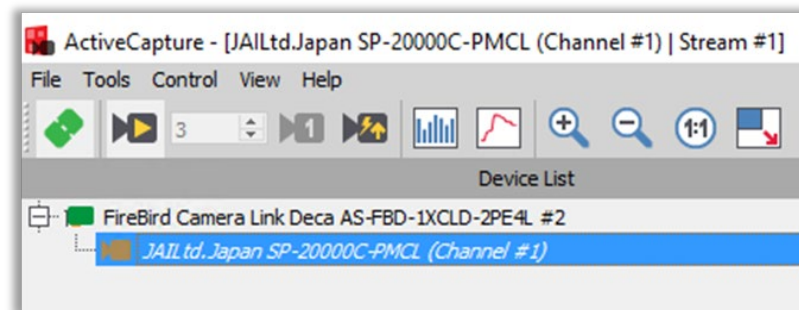 ActiveCapture - [JAILtd.Japan SP-20000C-PMCL (Channel #1) | Stream #1]
File Tools Control View Help
3 1 1:1
Device List
FireBird Camera Link Deca AS-FBD-1XCLD-2PE4L #2
JAILtd.Japan SP-20000C-PMCL (Channel #1)